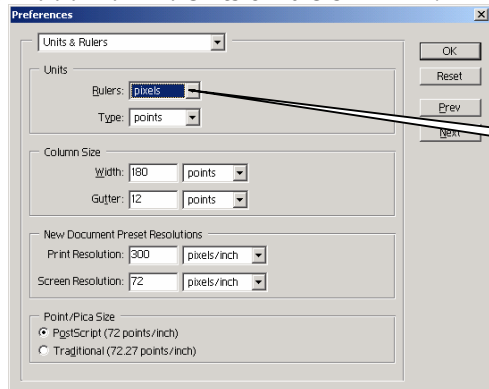 Preferences
Units & Rulers
OK
Reset
Prev
Next
Units
Rulers: pixels
Type: points
Column Size
Width: 180 points
Gutter: 12 points
New Document Preset Resolutions
Print Resolution: 300 pixels/inch
Screen Resolution: 72 pixels/inch
Point/Pica Size
PostScript (72 points/inch)
Traditional (72.27 points/inch)